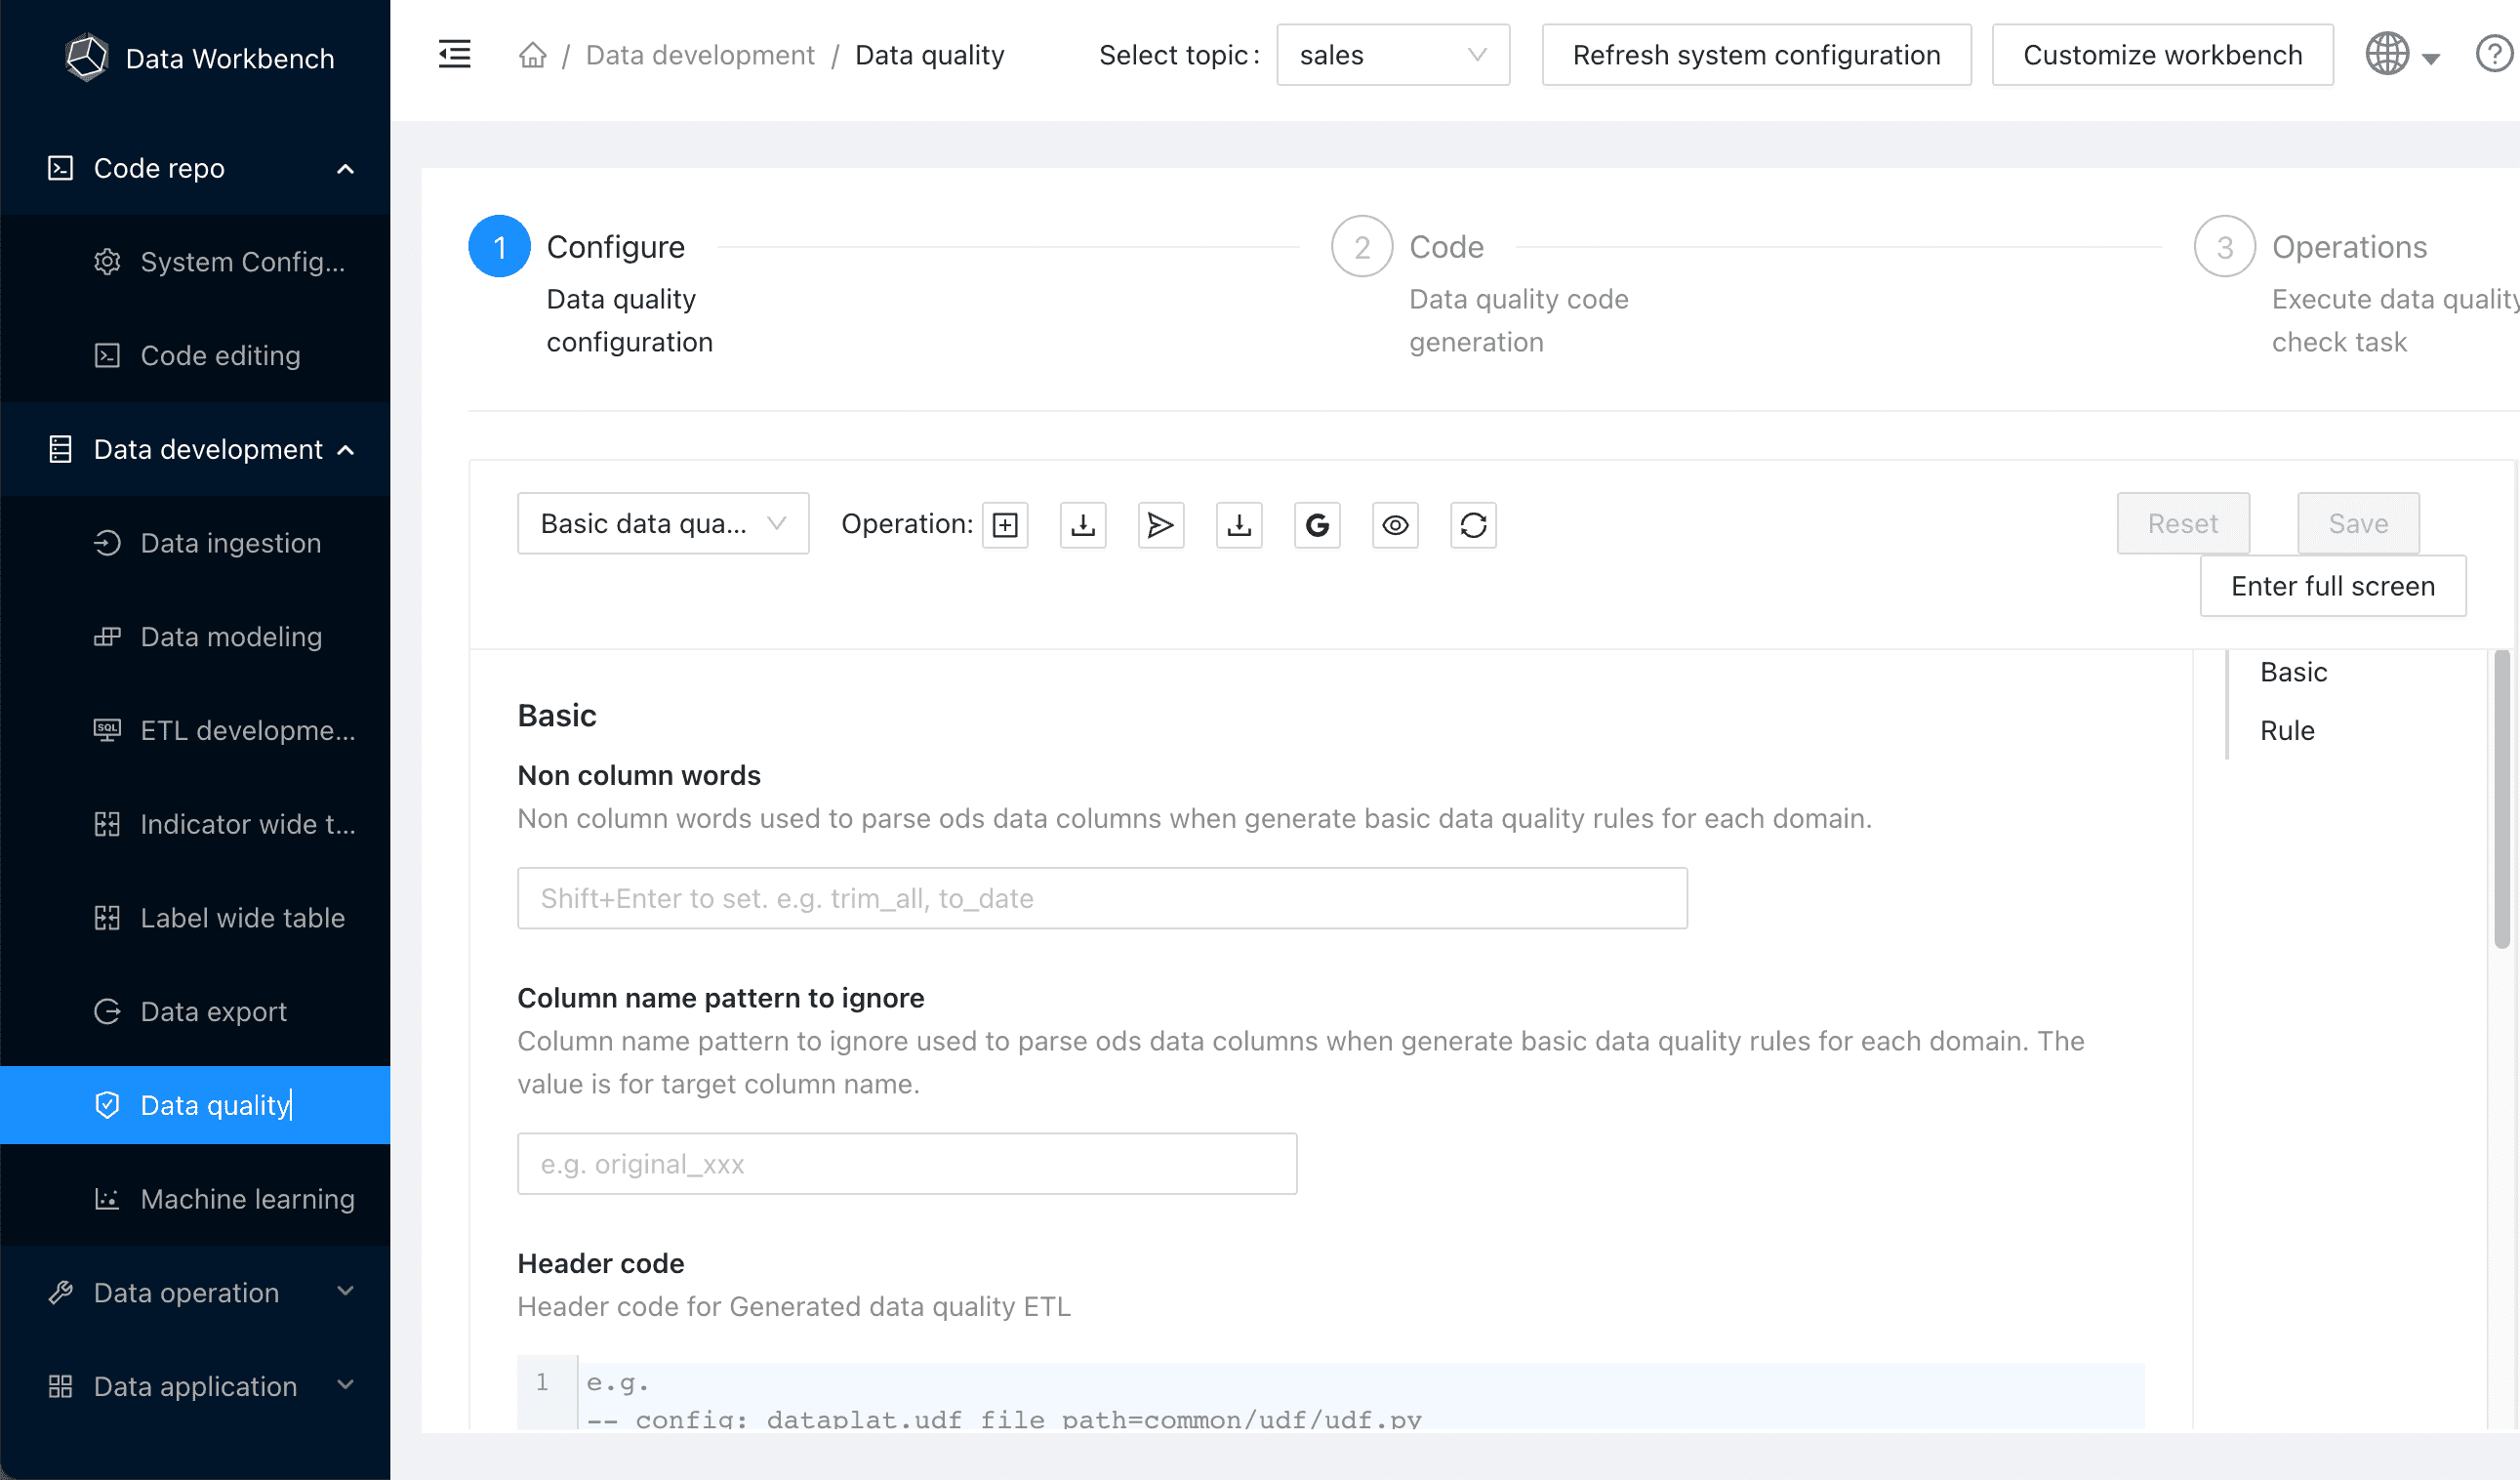 Data Workbench
Code repo
System Config...
Code editing
Data development
Data ingestion
Data modeling
SQL
ETL developme...
Indicator wide t...
Label wide table
Data export
Data quality
Machine learning
Data operation
Data application
/ Data development / Data quality
Select topic:
sales
Refresh system configuration
Customize workbench
?
1
Configure
Data quality
configuration
2
Code
Data quality code
generation
3
Operations
Execute data quality
check task
Basic data qua...
Operation:
G
Reset
Save
Enter full screen
Basic
Non column words
Non column words used to parse ods data columns when generate basic data quality rules for each domain.
Shift+Enter to set. e.g. trim_all, to_date
Column name pattern to ignore
Column name pattern to ignore used to parse ods data columns when generate basic data quality rules for each domain. The
value is for target column name.
e.g. original_xxx
Header code
Header code for Generated data quality ETL
1
e.g.
-- config: dataplat.udf_file_path=common/udf/udf.py
Basic
Rule